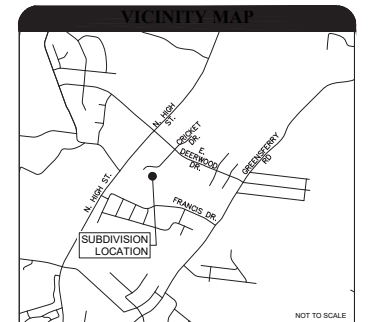 VICINITY MAP
N. HIGH
ST.
CRICKET
DR.
E.
DEERWOOD
DR.
GREENSFERRY
RD
N. HIGH ST.
FRANCIS DR.
SUBDIVISION
LOCATION
NOT TO SCALE